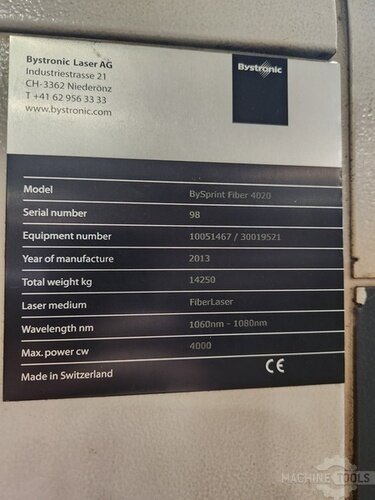 Bystronic Laser AG
Industriestrasse 21
CH-3362 Niederönz
T +41 62 956 33 33
www.bystronic.com
Bystronic
Model BySprint Fiber 4020
Serial number 98
Equipment number 10051467 / 30019521
Year of manufacture 2013
Total weight kg 14250
Laser medium FiberLaser
Wavelength nm 1060nm - 1080nm
Max. power cw 4000
Made in Switzerland CE
MACHINE TOOLS